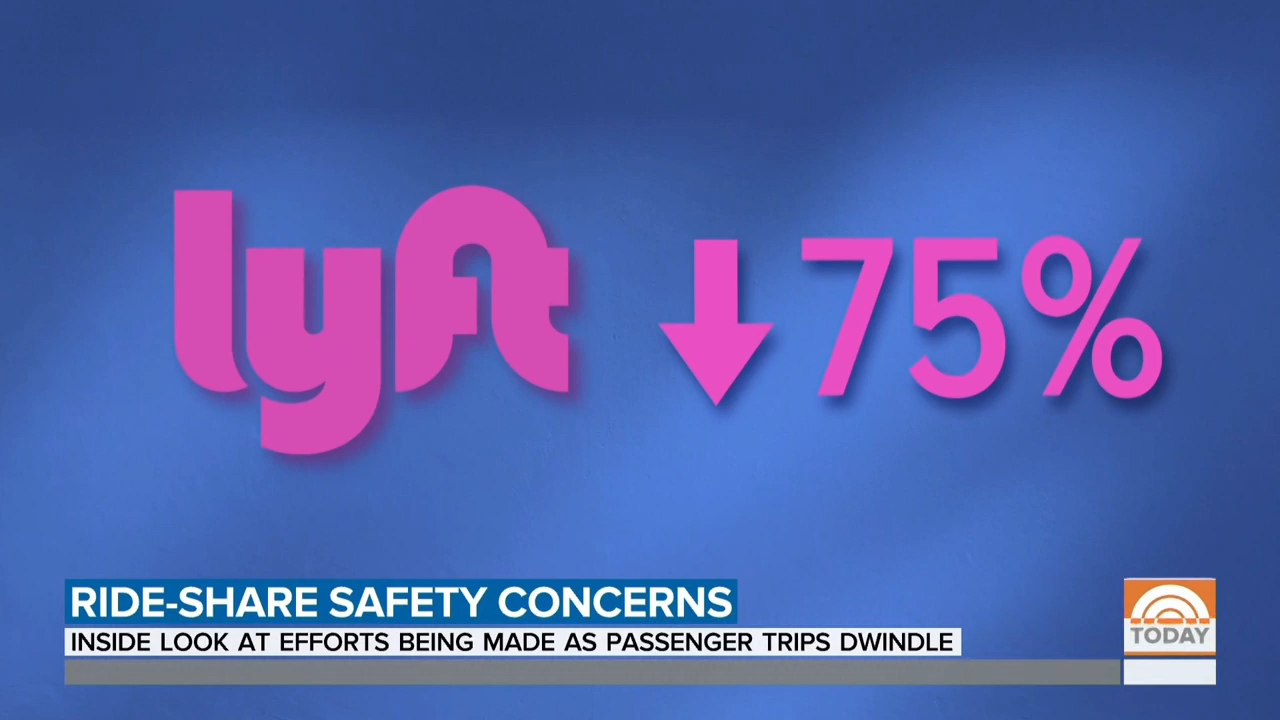 lyft ↓75%
RIDE-SHARE SAFETY CONCERNS
INSIDE LOOK AT EFFORTS BEING MADE AS PASSENGER TRIPS DWINDLE
TODAY